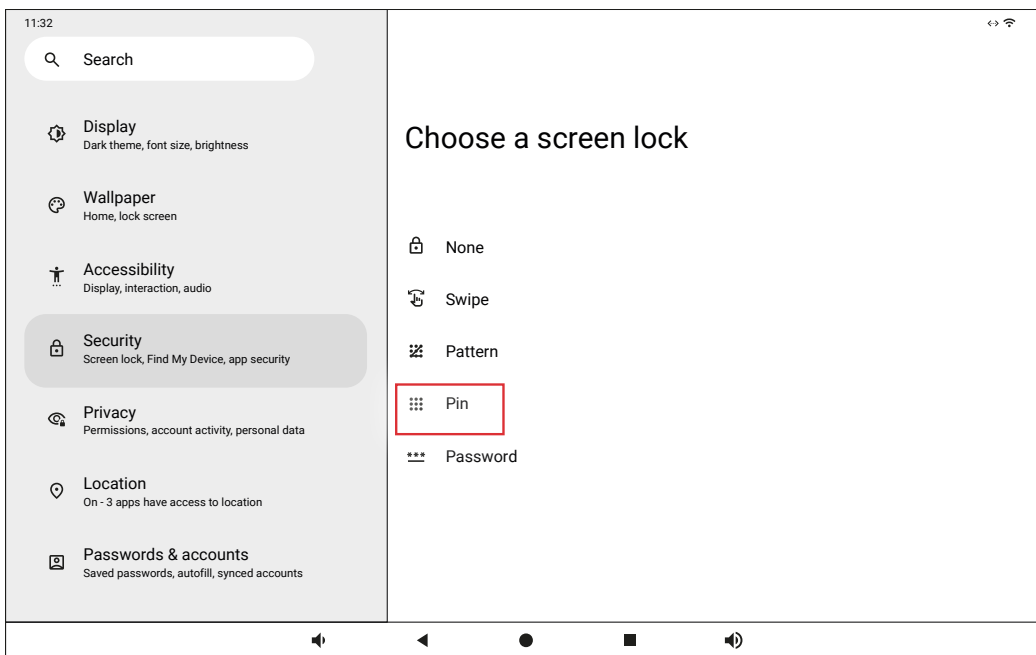 11:32
Search
Display
Dark theme, font size, brightness
Wallpaper
Home, lock screen
Accessibility
Display, interaction, audio
Security
Screen lock, Find My Device, app security
Privacy
Permissions, account activity, personal data
Location
On - 3 apps have access to location
Passwords & accounts
Saved passwords, autofill, synced accounts
Choose a screen lock
None
Swipe
Pattern
Pin
Password